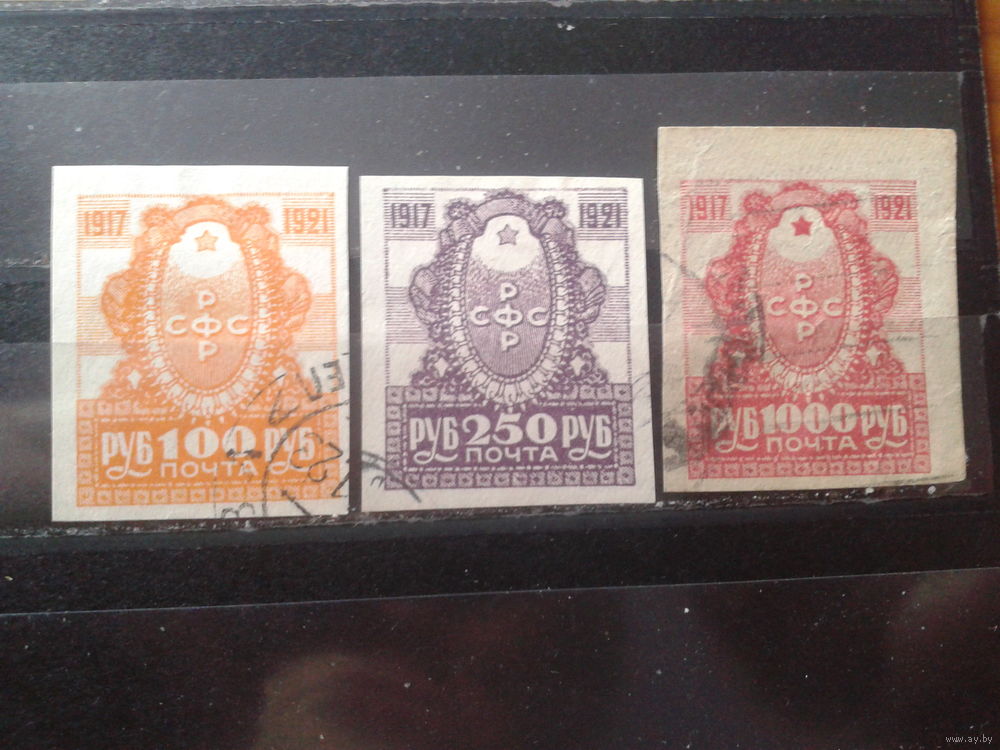 1917 1921
Р
СФС
Р
РУБ 100 РУБ
ПОЧТА
1917 1921
Р
СФС
Р
РУБ 250 РУБ
ПОЧТА
1917 1921
Р
СФС
Р
РУБ 1000 РУБ
ПОЧТА
www.ay.by